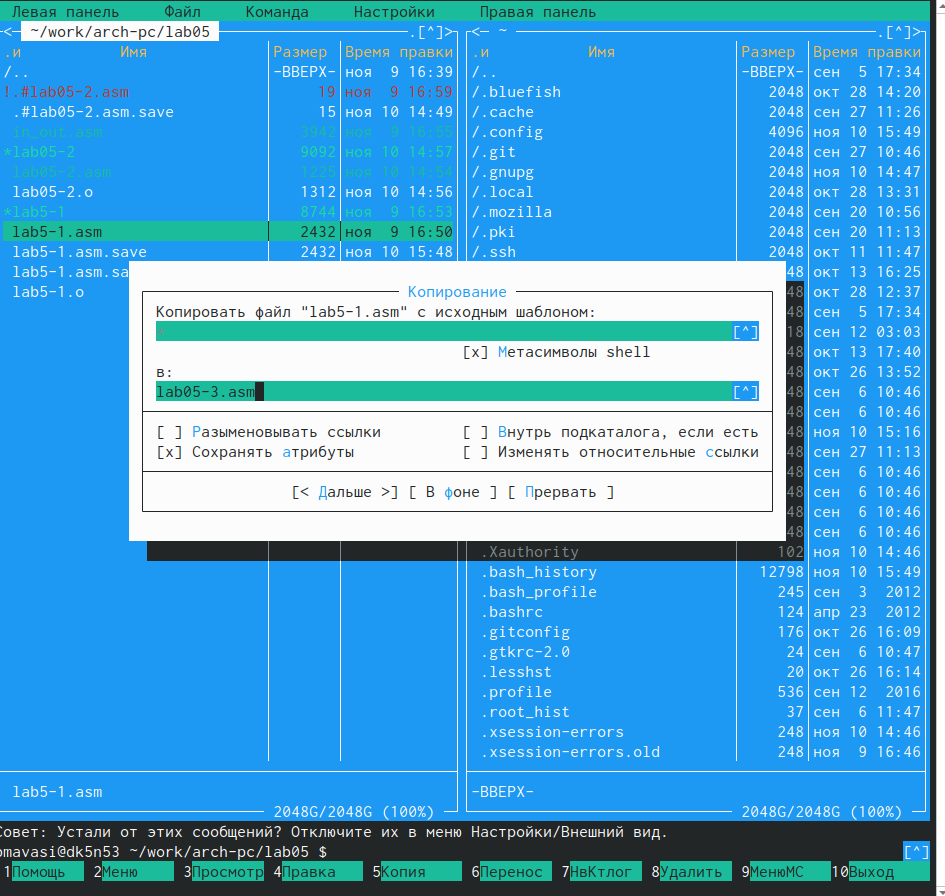 Левая панель Файл Команда Настройки Правая панель
<- ~/work/arch-pc/lab05 .[^]> <- ~ .[^]>
.и Имя Размер Время правки .и Имя Размер Время правки
/.. -ВВЕРХ- ноя 9 16:39 /.. -ВВЕРХ- сен 5 17:34
!.#lab05-2.asm 19 ноя 9 16:59 /.bluefish 2048 окт 28 14:20
.#lab05-2.asm.save 15 ноя 10 14:49 /.cache 2048 сен 27 11:26
in_out.asm 3942 ноя 9 16:55 /.config 4096 ноя 10 15:49
*lab05-2 9092 ноя 10 14:57 /.git 2048 сен 27 10:46
lab05-2.asm 1225 ноя 10 14:54 /.gnupg 2048 ноя 10 14:47
lab05-2.o 1312 ноя 10 14:56 /.local 2048 окт 28 13:31
*lab5-1 8744 ноя 9 16:53 /.mozilla 2048 сен 20 10:56
lab5-1.asm 2432 ноя 9 16:50 /.pki 2048 сен 20 11:13
lab5-1.asm.save 2432 ноя 10 15:48 /.ssh 2048 окт 11 11:47
lab5-1.asm.sa 48 окт 13 16:25
lab5-1.o Копирование 48 окт 28 12:37
Копировать файл "lab5-1.asm" с исходным шаблоном: 48 сен 5 17:34
* [^] 18 сен 12 03:03
[x] Метасимволы shell 48 окт 13 17:40
в: 48 окт 26 13:52
lab05-3.asm [^] 48 сен 6 10:46
48 сен 6 10:46
[ ] Разыменовывать ссылки [ ] Внутрь подкаталога, если есть 48 ноя 10 15:16
[x] Сохранять атрибуты [ ] Изменять относительные ссылки 48 сен 27 11:13
48 сен 6 10:46
[< Дальше >] [ В фоне ] [ Прервать ] 48 сен 6 10:46
48 сен 6 10:46
48 сен 6 10:46
.Xauthority 102 ноя 10 14:46
.bash_history 12798 ноя 10 15:49
.bash_profile 245 сен 3 2012
.bashrc 124 апр 23 2012
.gitconfig 176 окт 26 16:09
.gtkrc-2.0 24 сен 6 10:47
.lesshst 20 окт 26 16:14
.profile 536 сен 12 2016
.root_hist 37 сен 6 11:47
.xsession-errors 248 ноя 10 14:46
.xsession-errors.old 248 ноя 9 16:46
lab5-1.asm -ВВЕРХ-
2048G/2048G (100%) 2048G/2048G (100%)
Совет: Устали от этих сообщений? Отключите их в меню Настройки/Внешний вид.
omavasi@dk5n53 ~/work/arch-pc/lab05 $ [^]
1Помощь 2Меню 3Просмотр 4Правка 5Копия 6Перенос 7НвКтлог 8Удалить 9МенюМС 10Выход